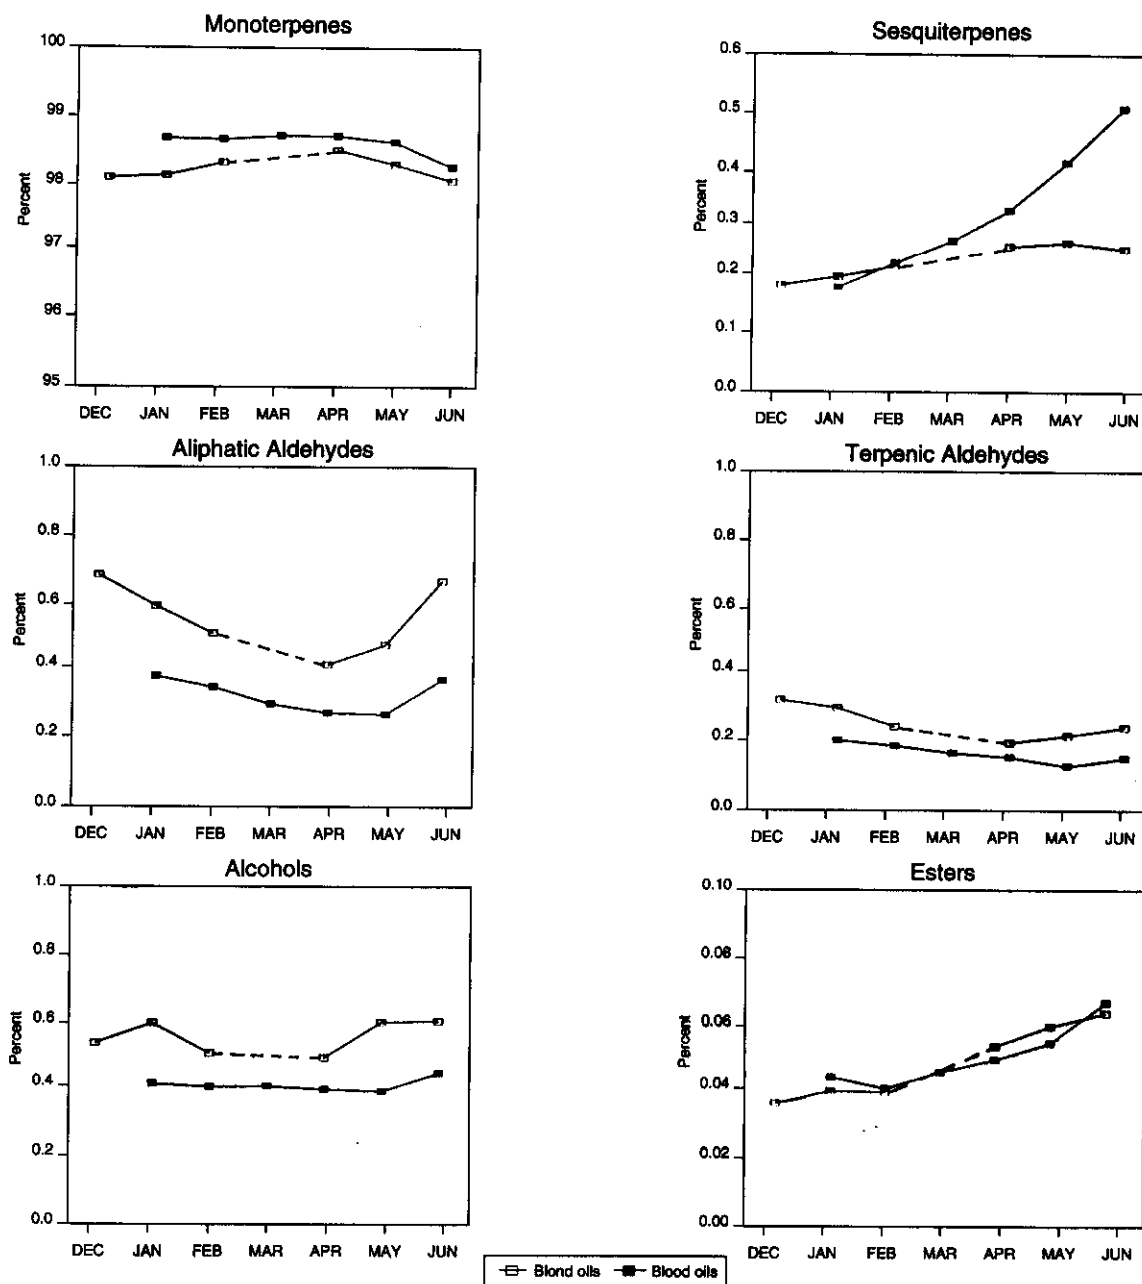 Monoterpenes
100
99
98
97
96
95
Percent
DEC JAN FEB MAR APR MAY JUN
Sesquiterpenes
0.6
0.5
0.4
0.3
0.2
0.1
0.0
Percent
DEC JAN FEB MAR APR MAY JUN
Aliphatic Aldehydes
1.0
0.8
0.6
0.4
0.2
0.0
Percent
DEC JAN FEB MAR APR MAY JUN
Terpenic Aldehydes
1.0
0.8
0.6
0.4
0.2
0.0
Percent
DEC JAN FEB MAR APR MAY JUN
Alcohols
1.0
0.8
0.6
0.4
0.2
0.0
Percent
DEC JAN FEB MAR APR MAY JUN
Esters
0.10
0.08
0.06
0.04
0.02
0.00
Percent
DEC JAN FEB MAR APR MAY JUN
Blond oils Blood oils